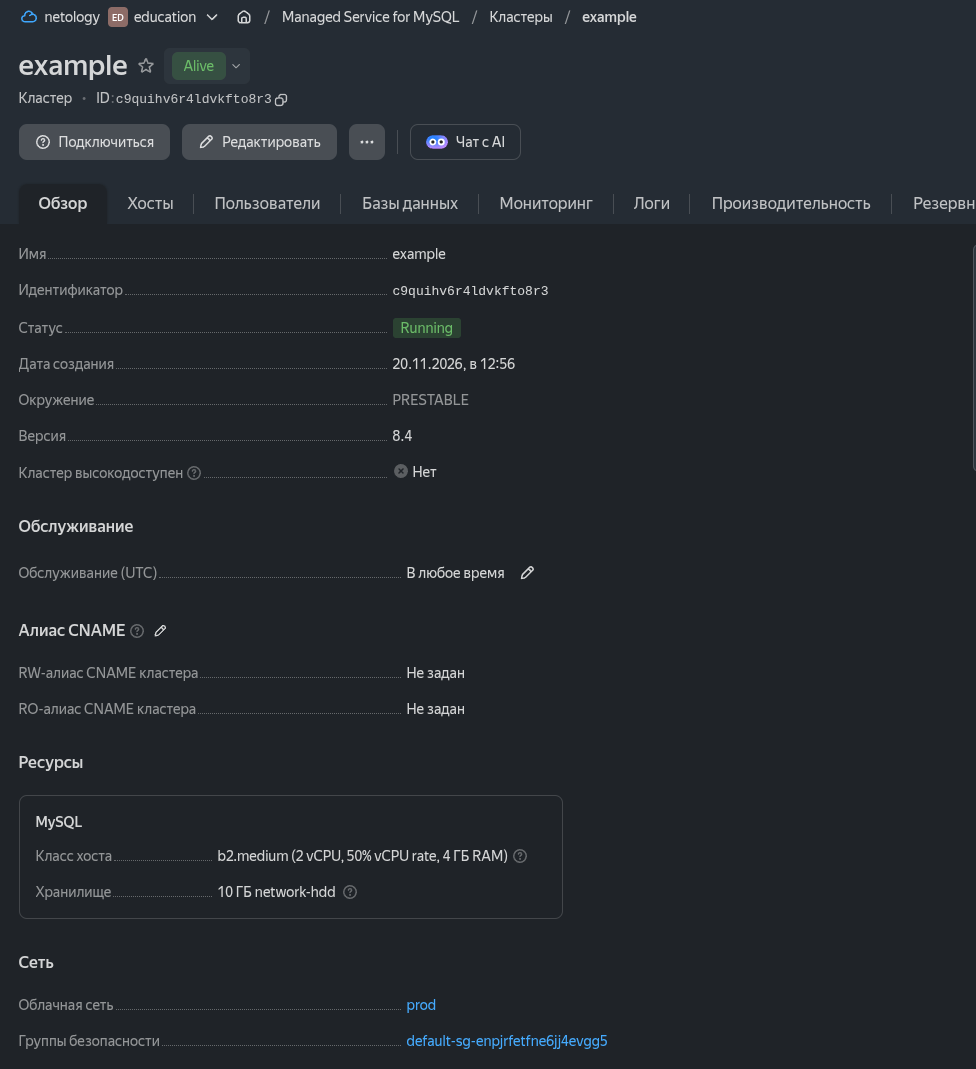 netology ED education / Managed Service for MySQL / Кластеры / example
example Alive
Кластер · ID:c9quihv6r4ldvkfto8r3
Подключиться Редактировать ··· Чат с AI
Обзор Хосты Пользователи Базы данных Мониторинг Логи Производительность Резервн
Имя example
Идентификатор c9quihv6r4ldvkfto8r3
Статус Running
Дата создания 20.11.2026, в 12:56
Окружение PRESTABLE
Версия 8.4
Кластер высокодоступен Нет
Обслуживание
Обслуживание (UTC) В любое время
Алиас CNAME
RW-алиас CNAME кластера Не задан
RO-алиас CNAME кластера Не задан
Ресурсы
MySQL
Класс хоста b2.medium (2 vCPU, 50% vCPU rate, 4 ГБ RAM)
Хранилище 10 ГБ network-hdd
Сеть
Облачная сеть prod
Группы безопасности default-sg-enpjrfetfne6jj4evgg5